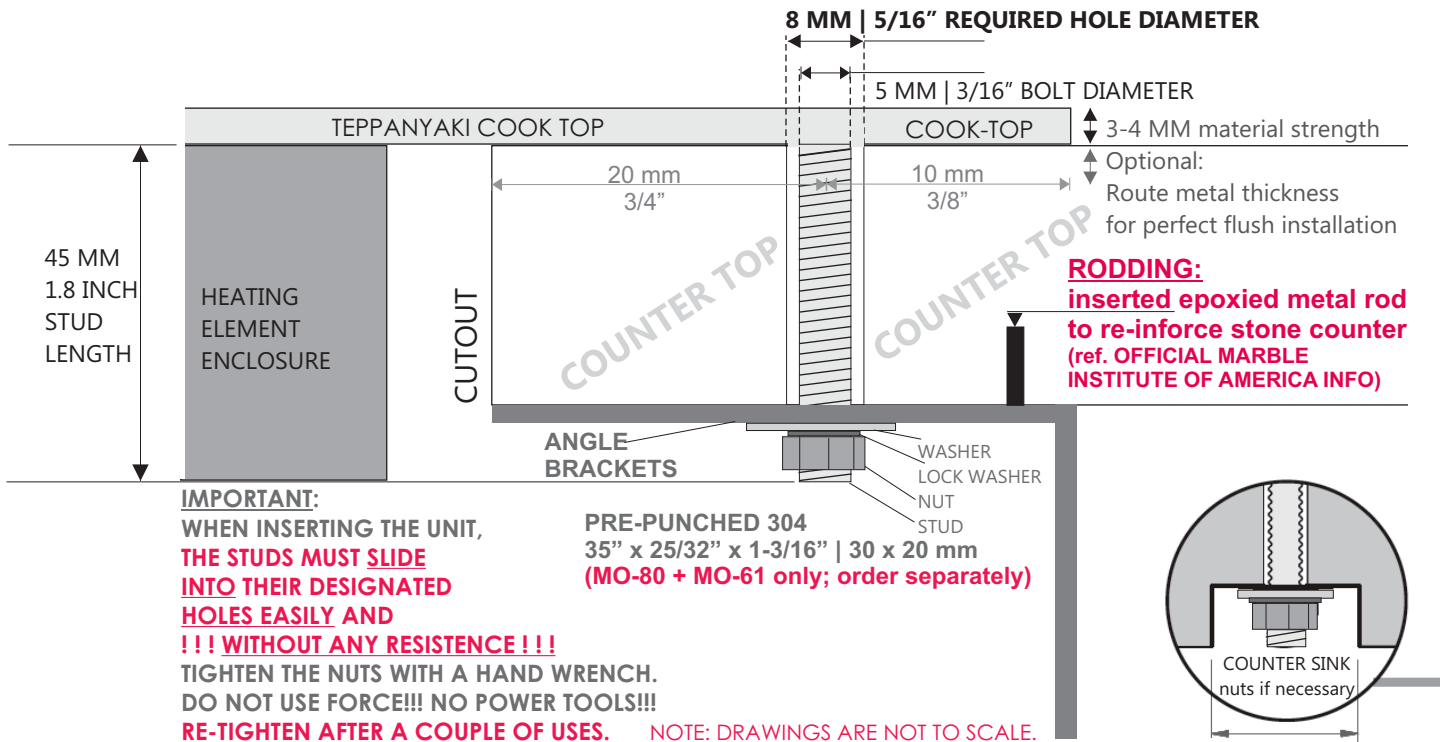 8 MM | 5/16” REQUIRED HOLE DIAMETER
5 MM | 3/16” BOLT DIAMETER
TEPPANYAKI COOK TOP
COOK-TOP
3-4 MM material strength
Optional:
Route metal thickness
for perfect flush installation
20 mm
3/4”
10 mm
3/8”
45 MM
1.8 INCH
STUD
LENGTH
HEATING
ELEMENT
ENCLOSURE
CUTOUT
COUNTER TOP
COUNTER TOP
RODDING:
inserted epoxied metal rod
to re-inforce stone counter
(ref. OFFICIAL MARBLE
INSTITUTE OF AMERICA INFO)
ANGLE
BRACKETS
WASHER
LOCK WASHER
NUT
STUD
PRE-PUNCHED 304
35” x 25/32” x 1-3/16” | 30 x 20 mm
(MO-80 + MO-61 only; order separately)
IMPORTANT:
WHEN INSERTING THE UNIT,
THE STUDS MUST SLIDE
INTO THEIR DESIGNATED
HOLES EASILY AND
! ! ! WITHOUT ANY RESISTENCE ! ! !
TIGHTEN THE NUTS WITH A HAND WRENCH.
DO NOT USE FORCE!!! NO POWER TOOLS!!!
RE-TIGHTEN AFTER A COUPLE OF USES.
NOTE: DRAWINGS ARE NOT TO SCALE.
COUNTER SINK
nuts if necessary